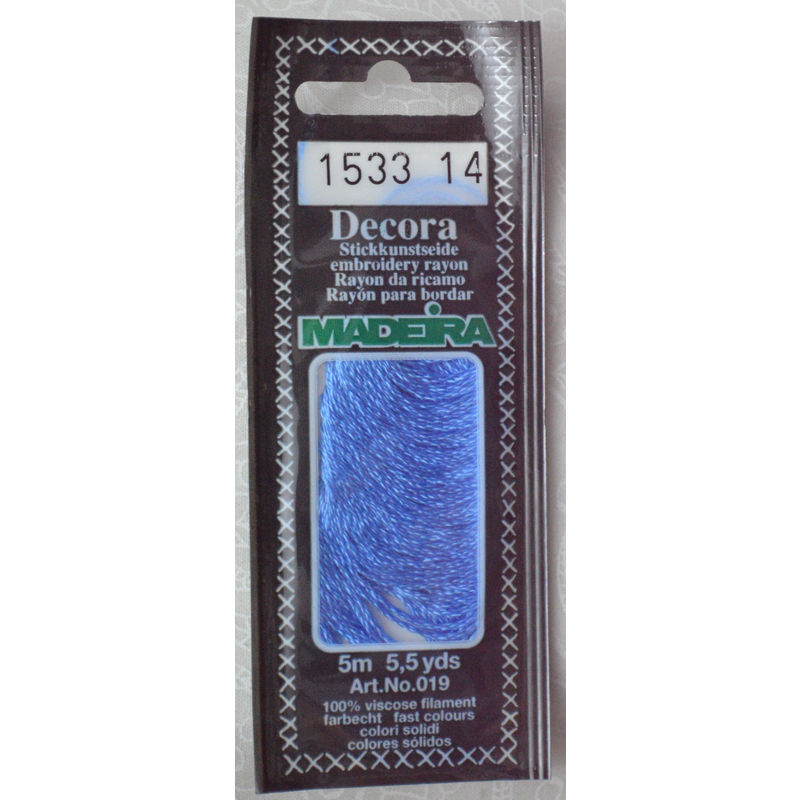 1533 14
Decora
Stickkunstseide
embroidery rayon
Rayon da ricamo
Rayón para bordar
MADEIRA
5m 5,5 yds
Art.No.019
100% viscose filament
farbecht fast colours
colori solidi
colores sólidos